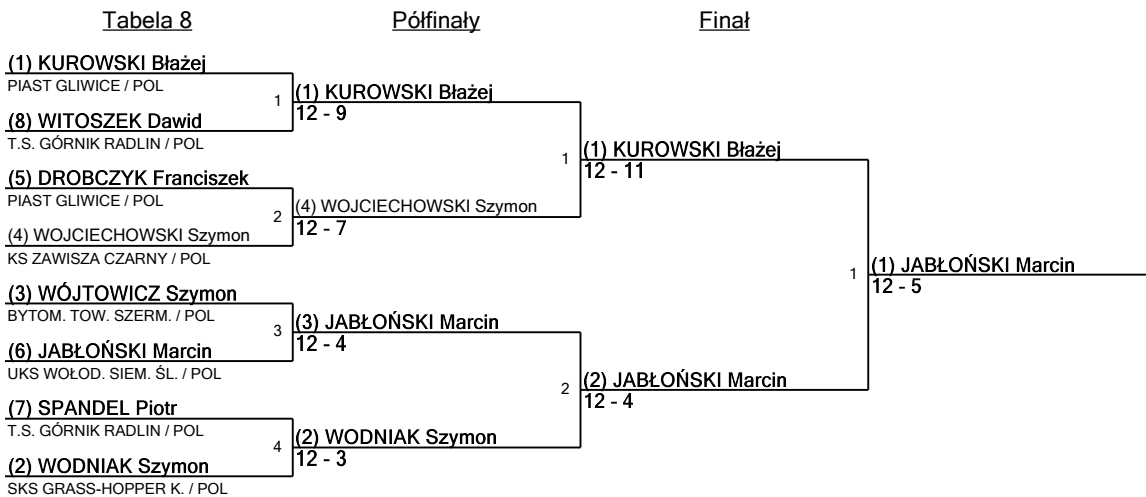 Tabela 8
Półfinały
Finał
(1) KUROWSKI Błażej
PIAST GLIWICE / POL
1
(8) WITOSZEK Dawid
T.S. GÓRNIK RADLIN / POL
(5) DROBCZYK Franciszek
PIAST GLIWICE / POL
2
(4) WOJCIECHOWSKI Szymon
KS ZAWISZA CZARNY / POL
(3) WÓJTOWICZ Szymon
BYTOM. TOW. SZERM. / POL
3
(6) JABŁOŃSKI Marcin
UKS WOŁOD. SIEM. ŚL. / POL
(7) SPANDEL Piotr
T.S. GÓRNIK RADLIN / POL
4
(2) WODNIAK Szymon
SKS GRASS-HOPPER K. / POL
(1) KUROWSKI Błażej
12 - 9
1
(4) WOJCIECHOWSKI Szymon
12 - 7
(3) JABŁOŃSKI Marcin
12 - 4
2
(2) WODNIAK Szymon
12 - 3
(1) KUROWSKI Błażej
12 - 11
1
(2) JABŁOŃSKI Marcin
12 - 4
(1) JABŁOŃSKI Marcin
12 - 5